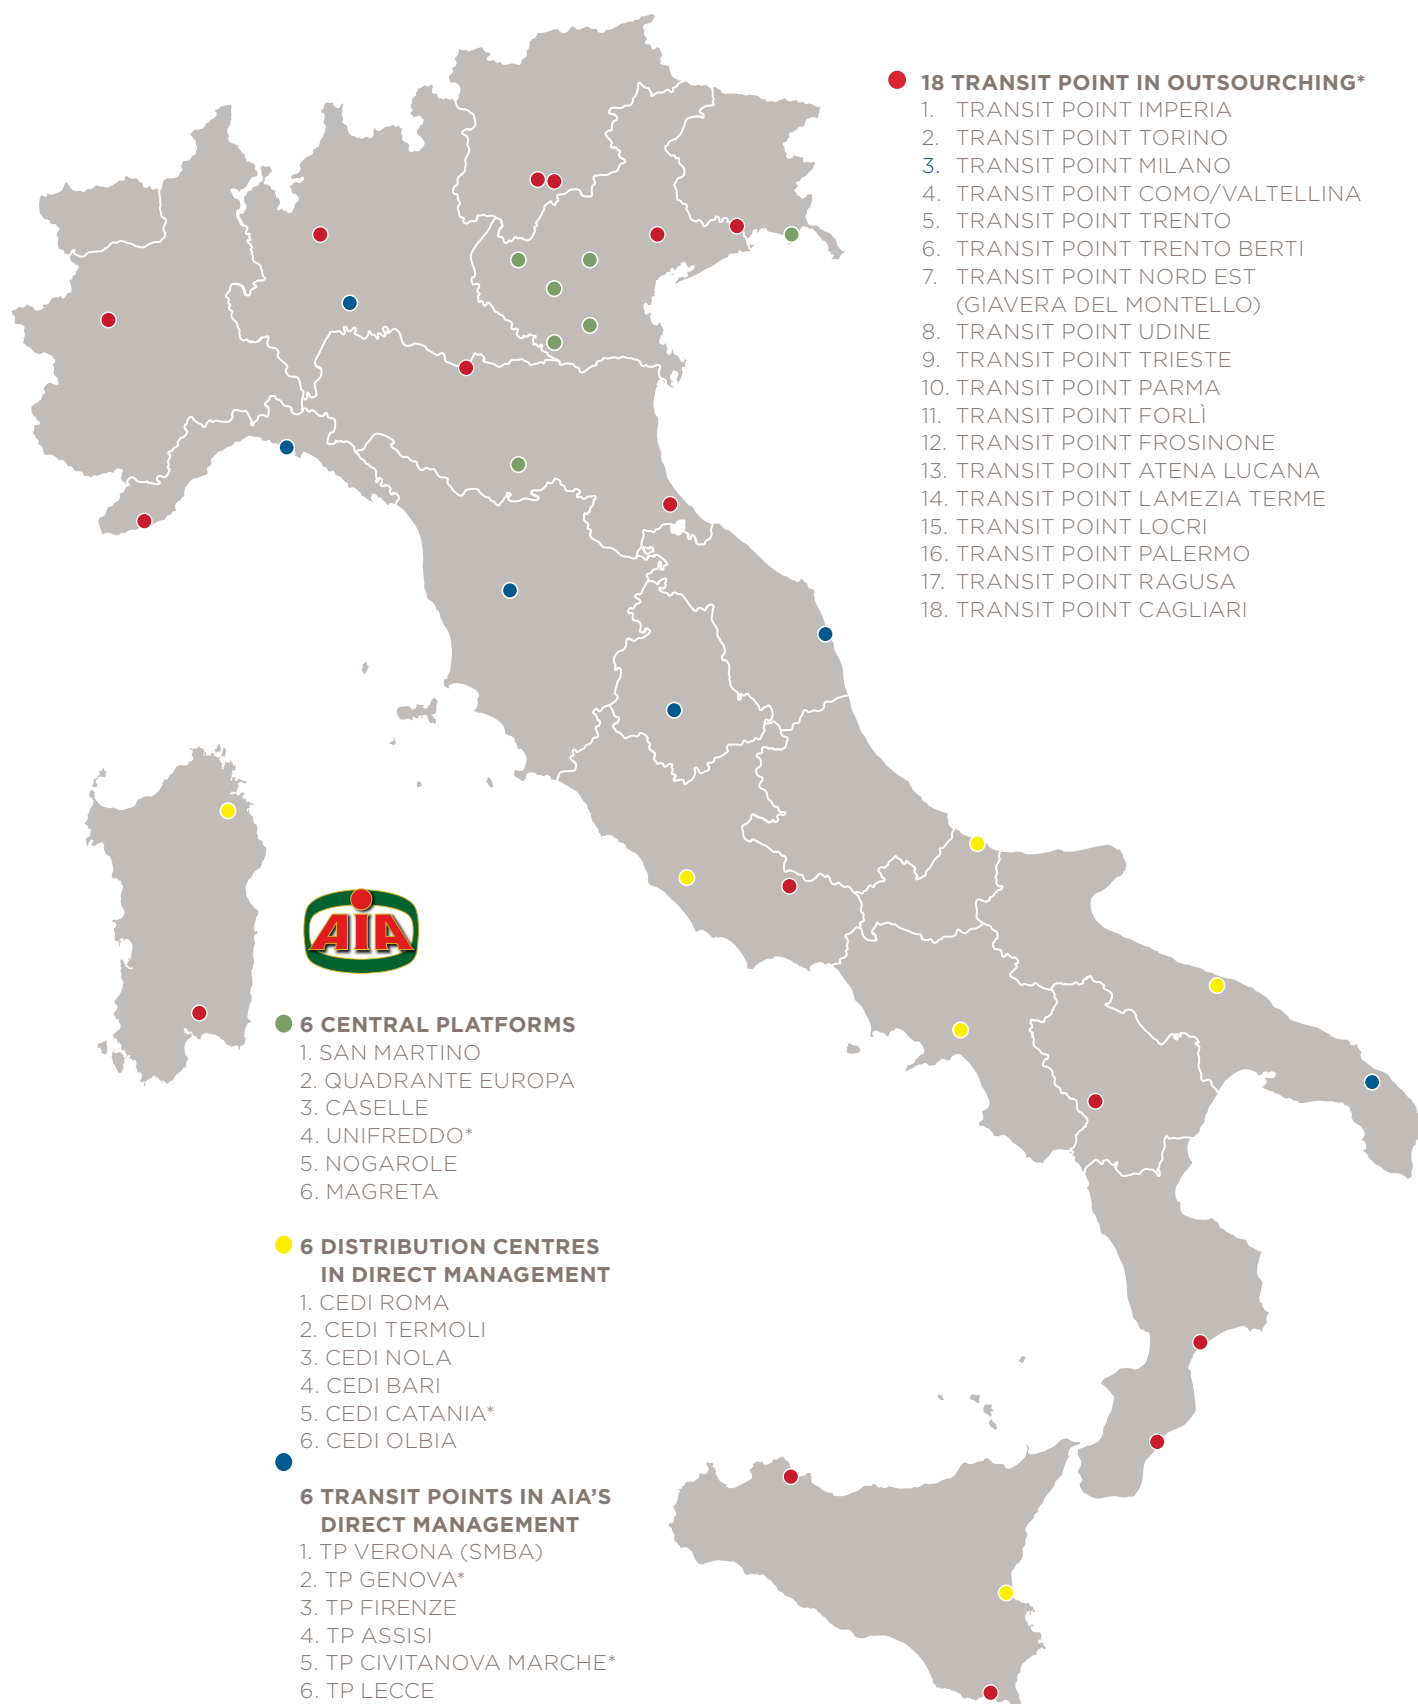 18 TRANSIT POINT IN OUTSOURCHING*
1. TRANSIT POINT IMPERIA
2. TRANSIT POINT TORINO
3. TRANSIT POINT MILANO
4. TRANSIT POINT COMO/VALTELLINA
5. TRANSIT POINT TRENTO
6. TRANSIT POINT TRENTO BERTI
7. TRANSIT POINT NORD EST
(GIAVERA DEL MONTELLO)
8. TRANSIT POINT UDINE
9. TRANSIT POINT TRIESTE
10. TRANSIT POINT PARMA
11. TRANSIT POINT FORLÌ
12. TRANSIT POINT FROSINONE
13. TRANSIT POINT ATENA LUCANA
14. TRANSIT POINT LAMEZIA TERME
15. TRANSIT POINT LOCRI
16. TRANSIT POINT PALERMO
17. TRANSIT POINT RAGUSA
18. TRANSIT POINT CAGLIARI
AiA
6 CENTRAL PLATFORMS
1. SAN MARTINO
2. QUADRANTE EUROPA
3. CASELLE
4. UNIFREDDO*
5. NOGAROLE
6. MAGRETA
6 DISTRIBUTION CENTRES
IN DIRECT MANAGEMENT
1. CEDI ROMA
2. CEDI TERMOLI
3. CEDI NOLA
4. CEDI BARI
5. CEDI CATANIA*
6. CEDI OLBIA
6 TRANSIT POINTS IN AIA'S
DIRECT MANAGEMENT
1. TP VERONA (SMBA)
2. TP GENOVA*
3. TP FIRENZE
4. TP ASSISI
5. TP CIVITANOVA MARCHE*
6. TP LECCE